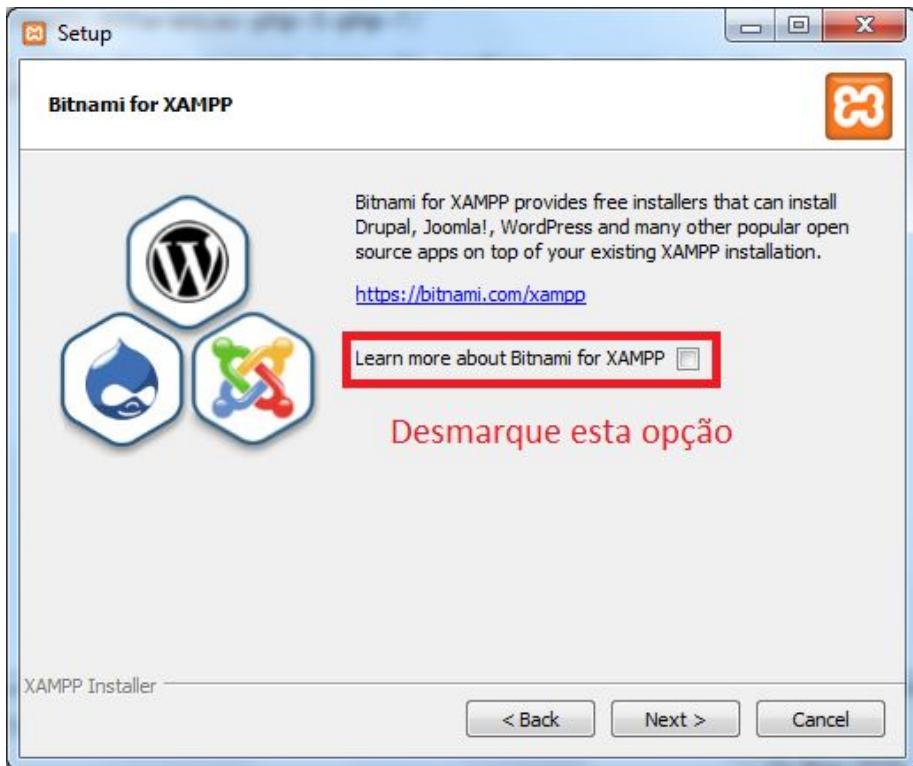 Setup
Bitnami for XAMPP
Bitnami for XAMPP provides free installers that can install
Drupal, Joomla!, WordPress and many other popular open
source apps on top of your existing XAMPP installation.
https://bitnami.com/xampp
Learn more about Bitnami for XAMPP
Desmarque esta opção
XAMPP Installer
< Back
Next >
Cancel